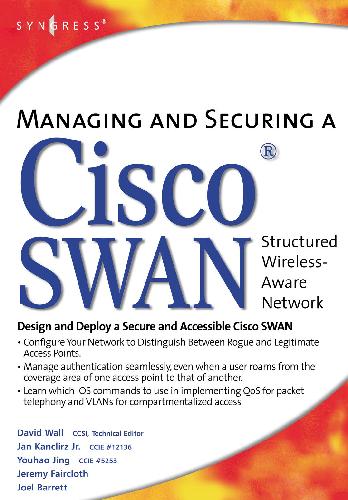 SYNGRESS®
MANAGING AND SECURING A
Cisco®
SWAN
Structured
Wireless-
Aware
Network
Design and Deploy a Secure and Accessible Cisco SWAN
• Configure Your Network to Distinguish Between Rogue and Legitimate
Access Points.
• Manage authentication seamlessly, even when a user roams from the
coverage area of one access point to that of another.
• Learn which IOS commands to use in implementing QoS for packet
telephony and VLANs for compartmentalized access
David Wall CCSI, Technical Editor
Jan Kanclirz Jr. CCIE #12136
Youhao Jing CCIE #5253
Jeremy Faircloth
Joel Barrett